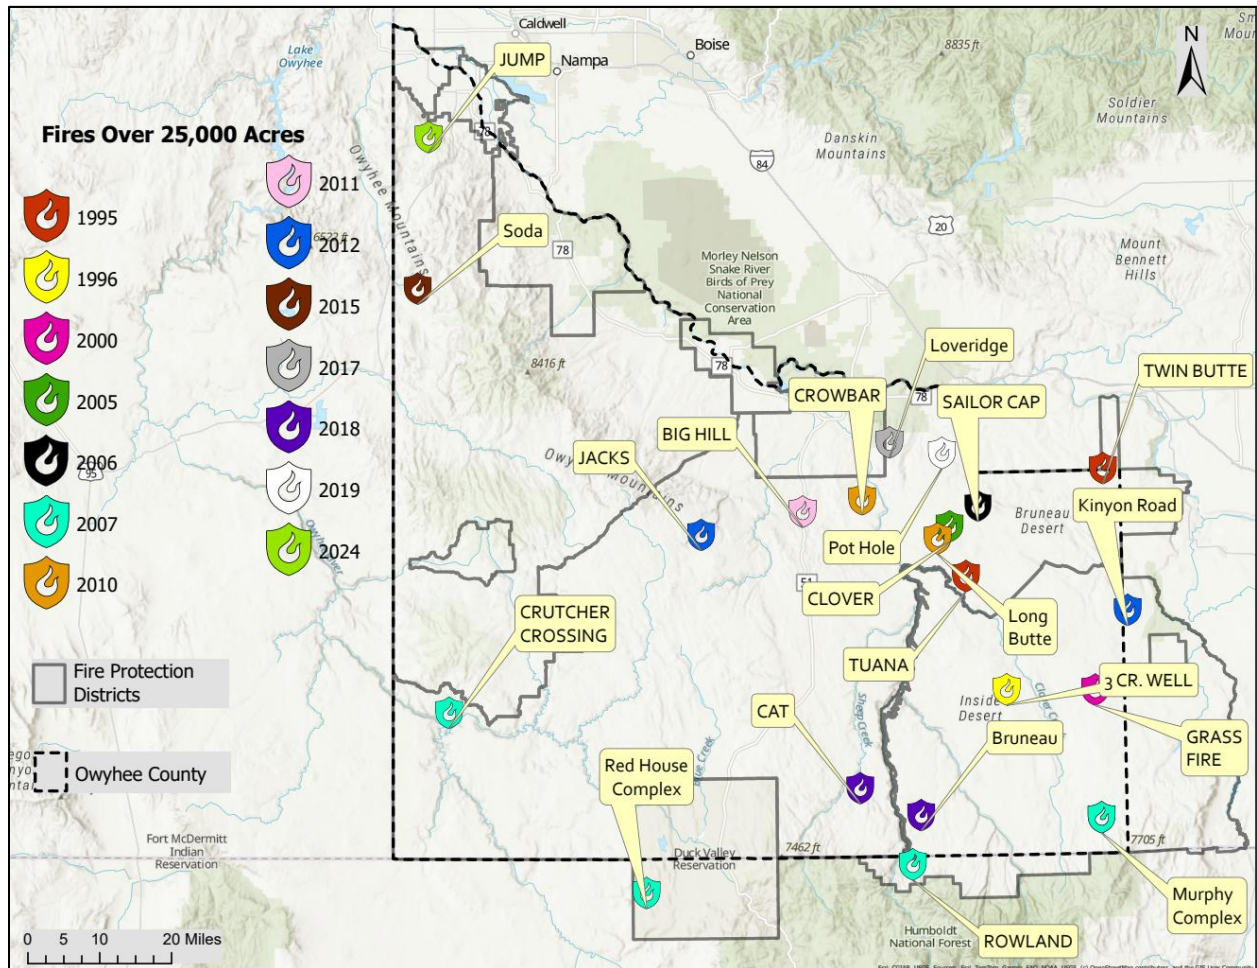 Caldwell
Lake
Owyhee
JUMP
Nampa
Boise
8835 ft
N
Soldier
Mountains
Fires Over 25,000 Acres
78
Danskin
Mountains
84
2011
1995
Owyhee Mountains
2012
Soda
20
6522 ft
78
Mount
Bennett
Hills
1996
Morley Nelson
Snake River
Birds of Prey
National
Conservation
Area
2015
2000
2017
8416 ft
78
Loveridge
TWIN BUTTE
2005
CROWBAR
78
SAILOR CAP
2018
BIG HILL
JACKS
2006
95
Owyhee Mountains
2019
Kinyon Road
2007
Bruneau
Desert
Pot Hole
Owyhee River
2024
2010
51
CLOVER
Long
Butte
CRUTCHER
CROSSING
TUANA
Fire Protection
Districts
3 CR. WELL
Inside
Desert
CAT
Sheep Creek
Bruneau
GRASS
FIRE
Owyhee County
Red House
Complex
Fort McDermitt
Indian
Reservation
Duck Valley
Reservation
7462 ft
7705 ft
Murphy
Complex
0 5 10 20 Miles
Humboldt
National Forest
ROWLAND